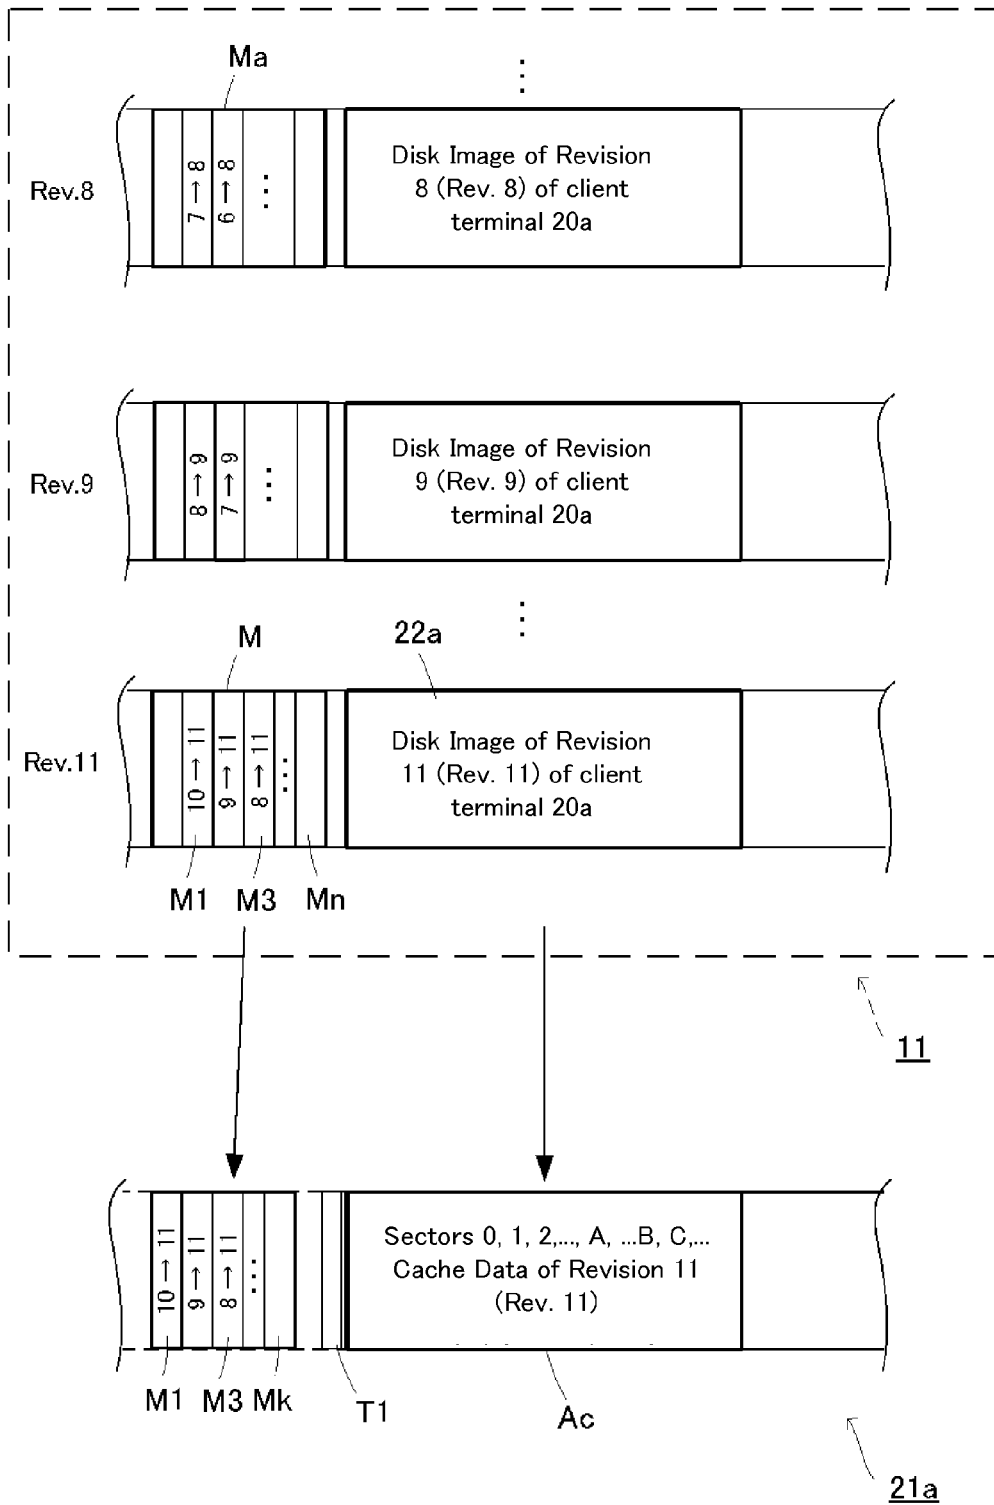 Ma
⋮
Rev.8
7→8
6→8
⋮
Disk Image of Revision
8 (Rev. 8) of client
terminal 20a
Rev.9
8→9
7→9
⋮
Disk Image of Revision
9 (Rev. 9) of client
terminal 20a
⋮
M
22a
Rev.11
10→11
9→11
8→11
⋮
Disk Image of Revision
11 (Rev. 11) of client
terminal 20a
M1
M3
Mn
11
10→11
9→11
8→11
⋮
Sectors 0, 1, 2,..., A, ...B, C,...
Cache Data of Revision 11
(Rev. 11)
M1
M3
Mk
T1
Ac
21a